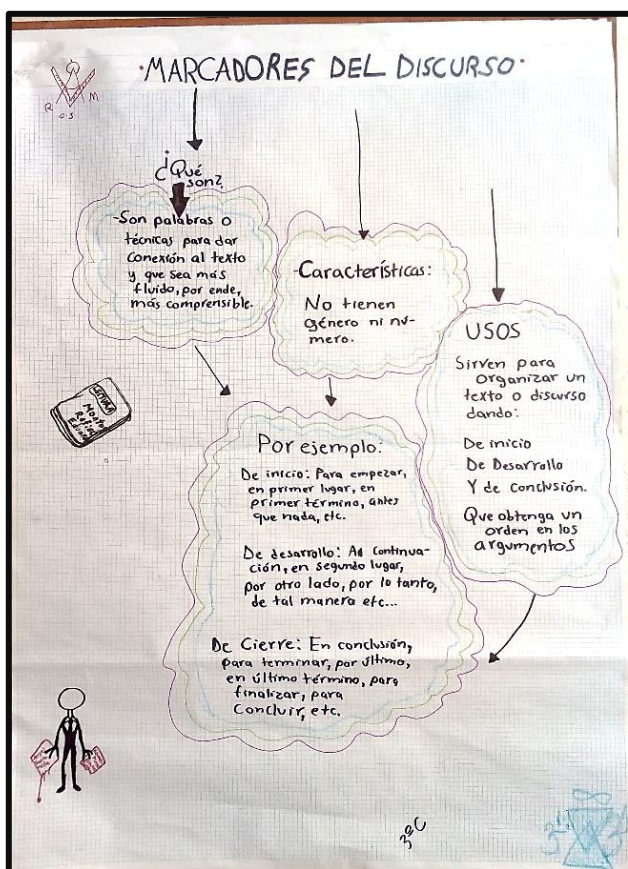 ·MARCADORES DEL DISCURSO·
R M
¿Qué
son?
-Son palabras o
técnicas para dar
conexión al texto
y que sea más
fluido, por ende,
más comprensible.
-Características:
No tienen
género ni nú-
mero.
USOS
Sirven para
organizar un
texto o discurso
dando:
De inicio
De Desarrollo
Y de conclusión.
Que obtenga un
orden en los
argumentos
Por ejemplo:
De inicio: Para empezar,
en primer lugar, en
primer término, antes
que nada, etc.
De desarrollo: A continua-
ción, en segundo lugar,
por otro lado, por lo tanto,
de tal manera etc...
De Cierre: En conclusión,
para terminar, por último,
en último término, para
finalizar, para
Concluir, etc.
3ºC